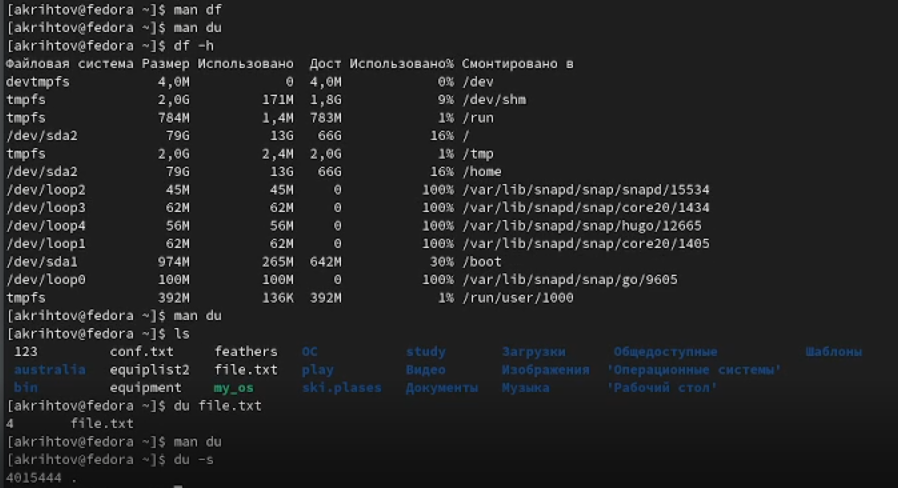 [akrihtov@fedora ~]$ man df
[akrihtov@fedora ~]$ man du
[akrihtov@fedora ~]$ df -h
Файловая система Размер Использовано Дост Использовано% Смонтировано в
devtmpfs 4,0M 0 4,0M 0% /dev
tmpfs 2,0G 171M 1,8G 9% /dev/shm
tmpfs 784M 1,4M 783M 1% /run
/dev/sda2 79G 13G 66G 16% /
tmpfs 2,0G 2,4M 2,0G 1% /tmp
/dev/sda2 79G 13G 66G 16% /home
/dev/loop2 45M 45M 0 100% /var/lib/snapd/snap/snapd/15534
/dev/loop3 62M 62M 0 100% /var/lib/snapd/snap/core20/1434
/dev/loop4 56M 56M 0 100% /var/lib/snapd/snap/hugo/12665
/dev/loop1 62M 62M 0 100% /var/lib/snapd/snap/core20/1405
/dev/sda1 974M 265M 642M 30% /boot
/dev/loop0 100M 100M 0 100% /var/lib/snapd/snap/go/9605
tmpfs 392M 136K 392M 1% /run/user/1000
[akrihtov@fedora ~]$ man du
[akrihtov@fedora ~]$ ls
123 conf.txt feathers ОС study Загрузки Общедоступные Шаблоны
australia equiplist2 file.txt play Видео Изображения 'Операционные системы'
bin equipment my_os ski.plases Документы Музыка 'Рабочий стол'
[akrihtov@fedora ~]$ du file.txt
4 file.txt
[akrihtov@fedora ~]$ man du
[akrihtov@fedora ~]$ du -s
4015444 .